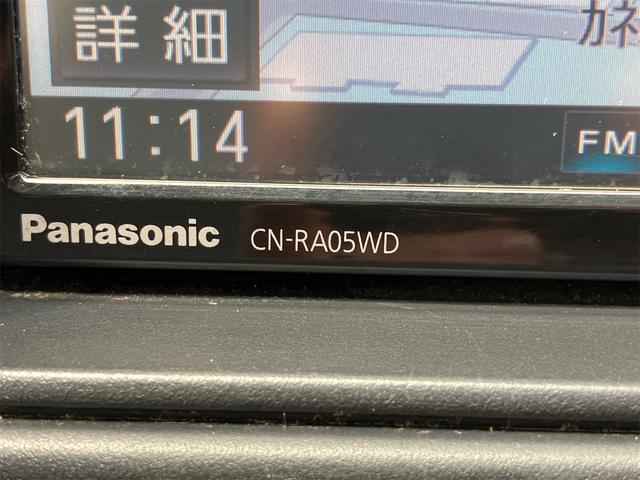 詳細
11:14
FM
Panasonic CN-RA05WD